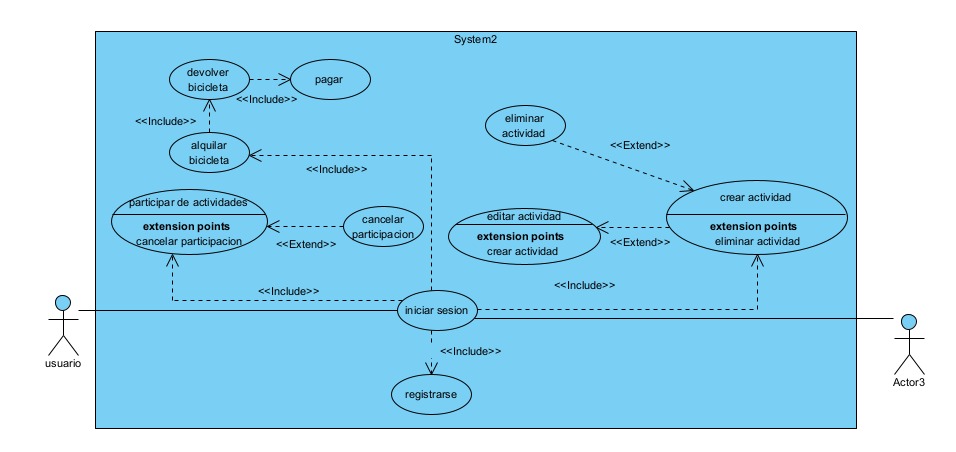 System2
devolver
bicicleta
pagar
<<Include>>
<<Include>>
alquilar
bicicleta
<<Include>>
eliminar
actividad
<<Extend>>
participar de actividades
extension points
cancelar participacion
cancelar
participacion
<<Extend>>
editar actividad
extension points
crear actividad
<<Extend>>
crear actividad
extension points
eliminar actividad
<<Include>>
<<Include>>
iniciar sesion
<<Include>>
registrarse
usuario
Actor3